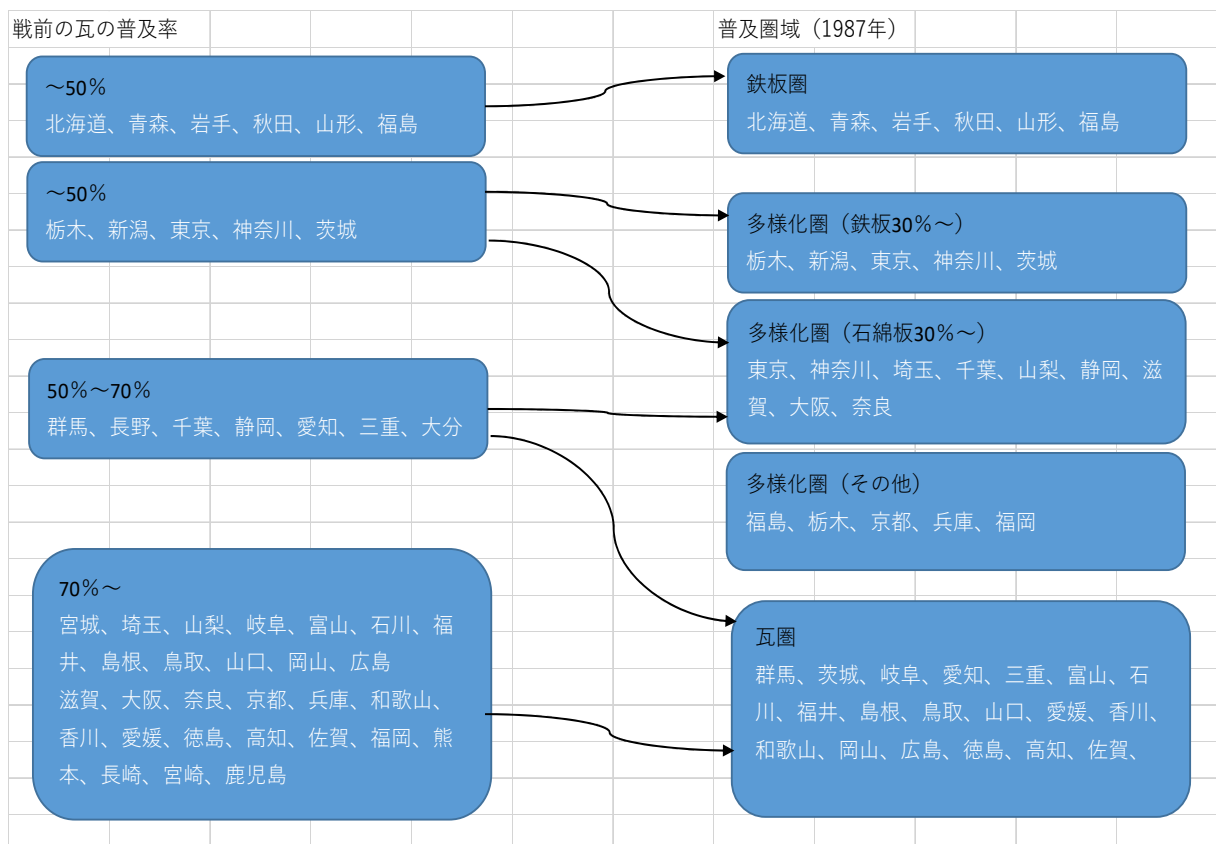 戦前の瓦の普及率
～50％
北海道、青森、岩手、秋田、山形、福島
～50％
栃木、新潟、東京、神奈川、茨城
50％～70％
群馬、長野、千葉、静岡、愛知、三重、大分
70％～
宮城、埼玉、山梨、岐阜、富山、石川、福
井、島根、鳥取、山口、岡山、広島
滋賀、大阪、奈良、京都、兵庫、和歌山、
香川、愛媛、徳島、高知、佐賀、福岡、熊
本、長崎、宮崎、鹿児島
普及圏域（1987年）
鉄板圏
北海道、青森、岩手、秋田、山形、福島
多様化圏（鉄板30％～）
栃木、新潟、東京、神奈川、茨城
多様化圏（石綿板30％～）
東京、神奈川、埼玉、千葉、山梨、静岡、滋
賀、大阪、奈良
多様化圏（その他）
福島、栃木、京都、兵庫、福岡
瓦圏
群馬、茨城、岐阜、愛知、三重、富山、石
川、福井、島根、鳥取、山口、愛媛、香川、
和歌山、岡山、広島、徳島、高知、佐賀、